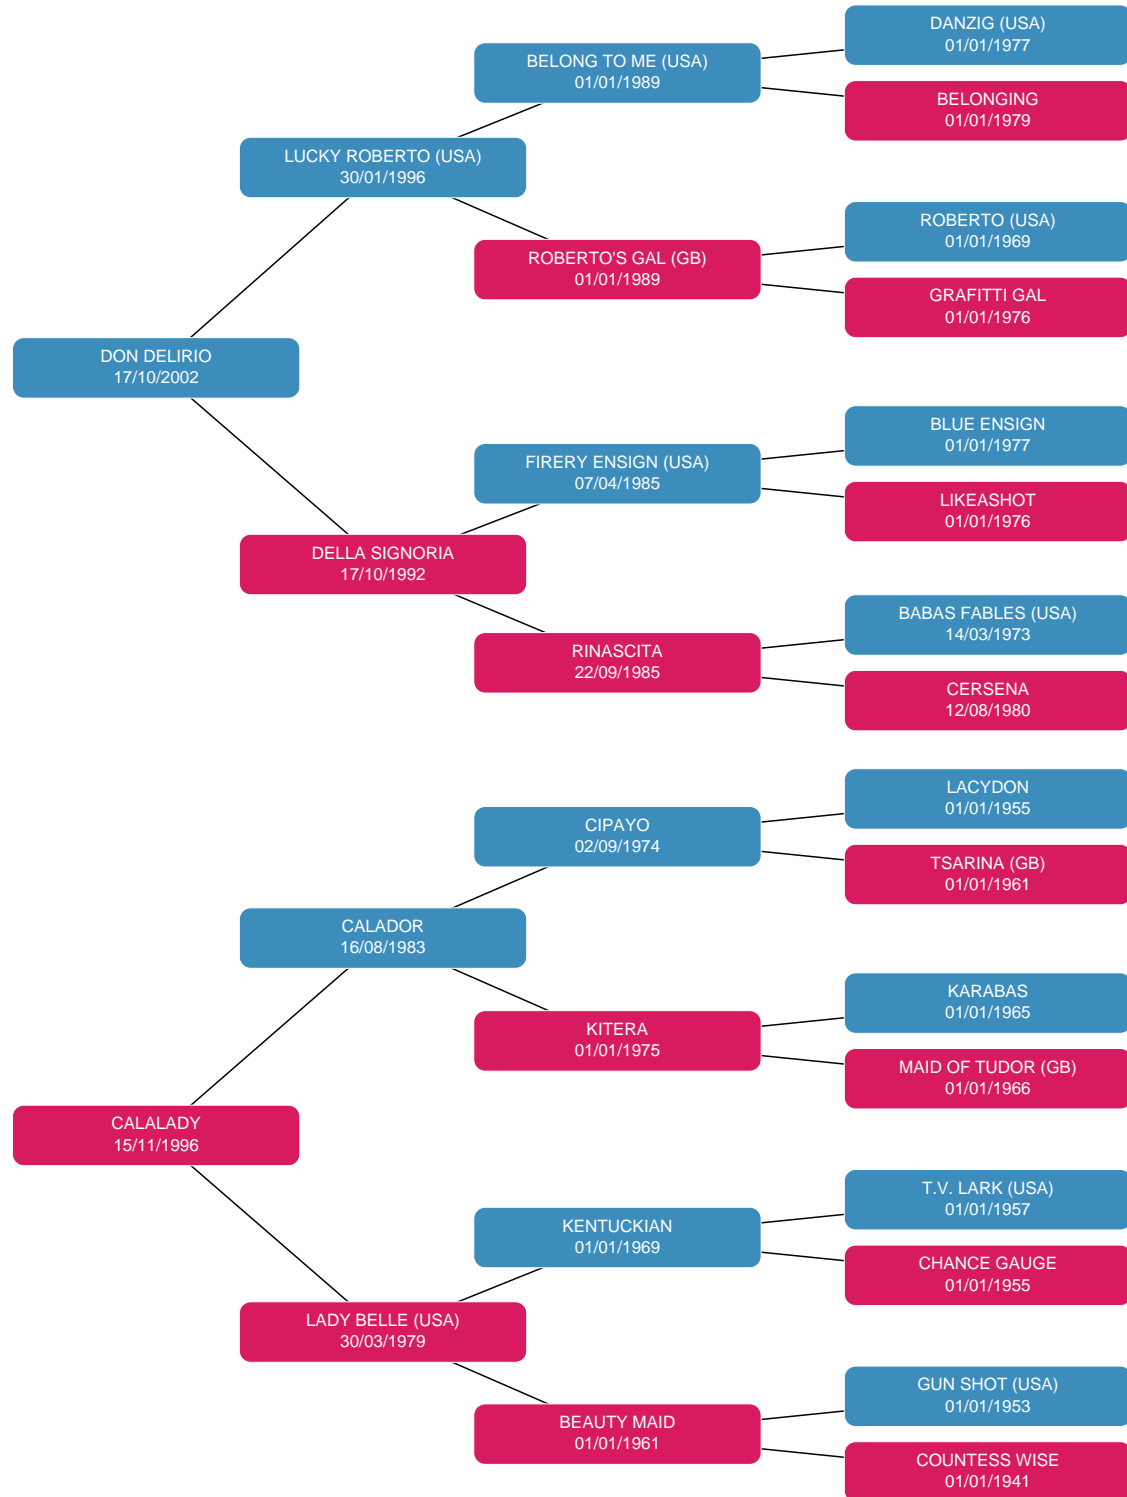 DANZIG (USA)
01/01/1977
BELONG TO ME (USA)
01/01/1989
BELONGING
01/01/1979
LUCKY ROBERTO (USA)
30/01/1996
ROBERTO (USA)
01/01/1969
ROBERTO'S GAL (GB)
01/01/1989
GRAFITTI GAL
01/01/1976
DON DELIRIO
17/10/2002
BLUE ENSIGN
01/01/1977
FIRERY ENSIGN (USA)
07/04/1985
LIKEASHOT
01/01/1976
DELLA SIGNORIA
17/10/1992
BABAS FABLES (USA)
14/03/1973
RINASCITA
22/09/1985
CERSENA
12/08/1980
LACYDON
01/01/1955
CIPAYO
02/09/1974
TSARINA (GB)
01/01/1961
CALADOR
16/08/1983
KARABAS
01/01/1965
KITERA
01/01/1975
MAID OF TUDOR (GB)
01/01/1966
CALALADY
15/11/1996
T.V. LARK (USA)
01/01/1957
KENTUCKIAN
01/01/1969
CHANCE GAUGE
01/01/1955
LADY BELLE (USA)
30/03/1979
GUN SHOT (USA)
01/01/1953
BEAUTY MAID
01/01/1961
COUNTESS WISE
01/01/1941